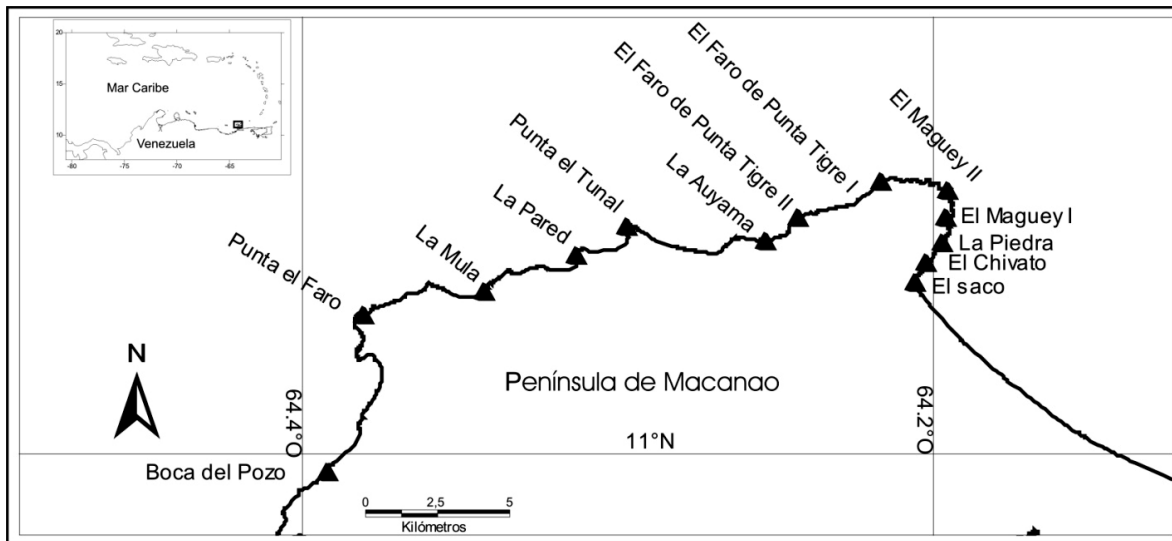 20
Mar Caribe
15
10
Venezuela
-80
-75
-70
-65
El Faro de Punta Tigre I
El Faro de Punta Tigre II
El Maguey II
Punta el Tunal
La Auyama
La Pared
La Mula
Punta el Faro
El Maguey I
La Piedra
El Chivato
El saco
N
Península de Macanao
64.4°O
64.2°O
11°N
Boca del Pozo
0
2,5
5
Kilómetros